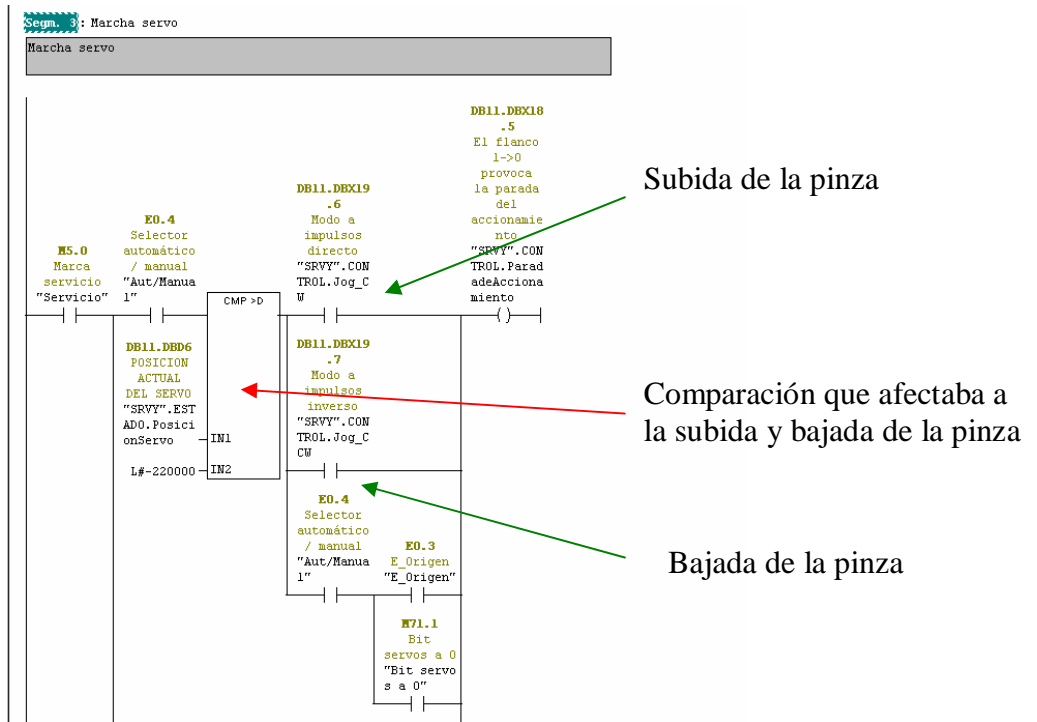 Segm. 3: Marcha servo
Marcha servo
DB11.DBX18
.5
El flanco
1->0
provoca
la parada
del
accionamie
nto
"SRVY".CON
TROL.Parad
adeAcciona
miento
DB11.DBX19
.6
Modo a
impulsos
directo
"SRVY".CON
TROL.Jog_C
W
E0.4
Selector
automático
/ manual
"Aut/Manua
l"
M5.0
Marca
servicio
"Servicio"
CMP >D
DB11.DBD6
POSICION
ACTUAL
DEL SERVO
"SRVY".EST
ADO.Posici
onServo
IN1
L#-220000
IN2
DB11.DBX19
.7
Modo a
impulsos
inverso
"SRVY".CON
TROL.Jog_C
CW
E0.4
Selector
automático
/ manual
"Aut/Manua
l"
E0.3
E_Origen
"E_Origen"
M71.1
Bit
servos a 0
"Bit servo
s a 0"
Subida de la pinza
Comparación que afectaba a
la subida y bajada de la pinza
Bajada de la pinza